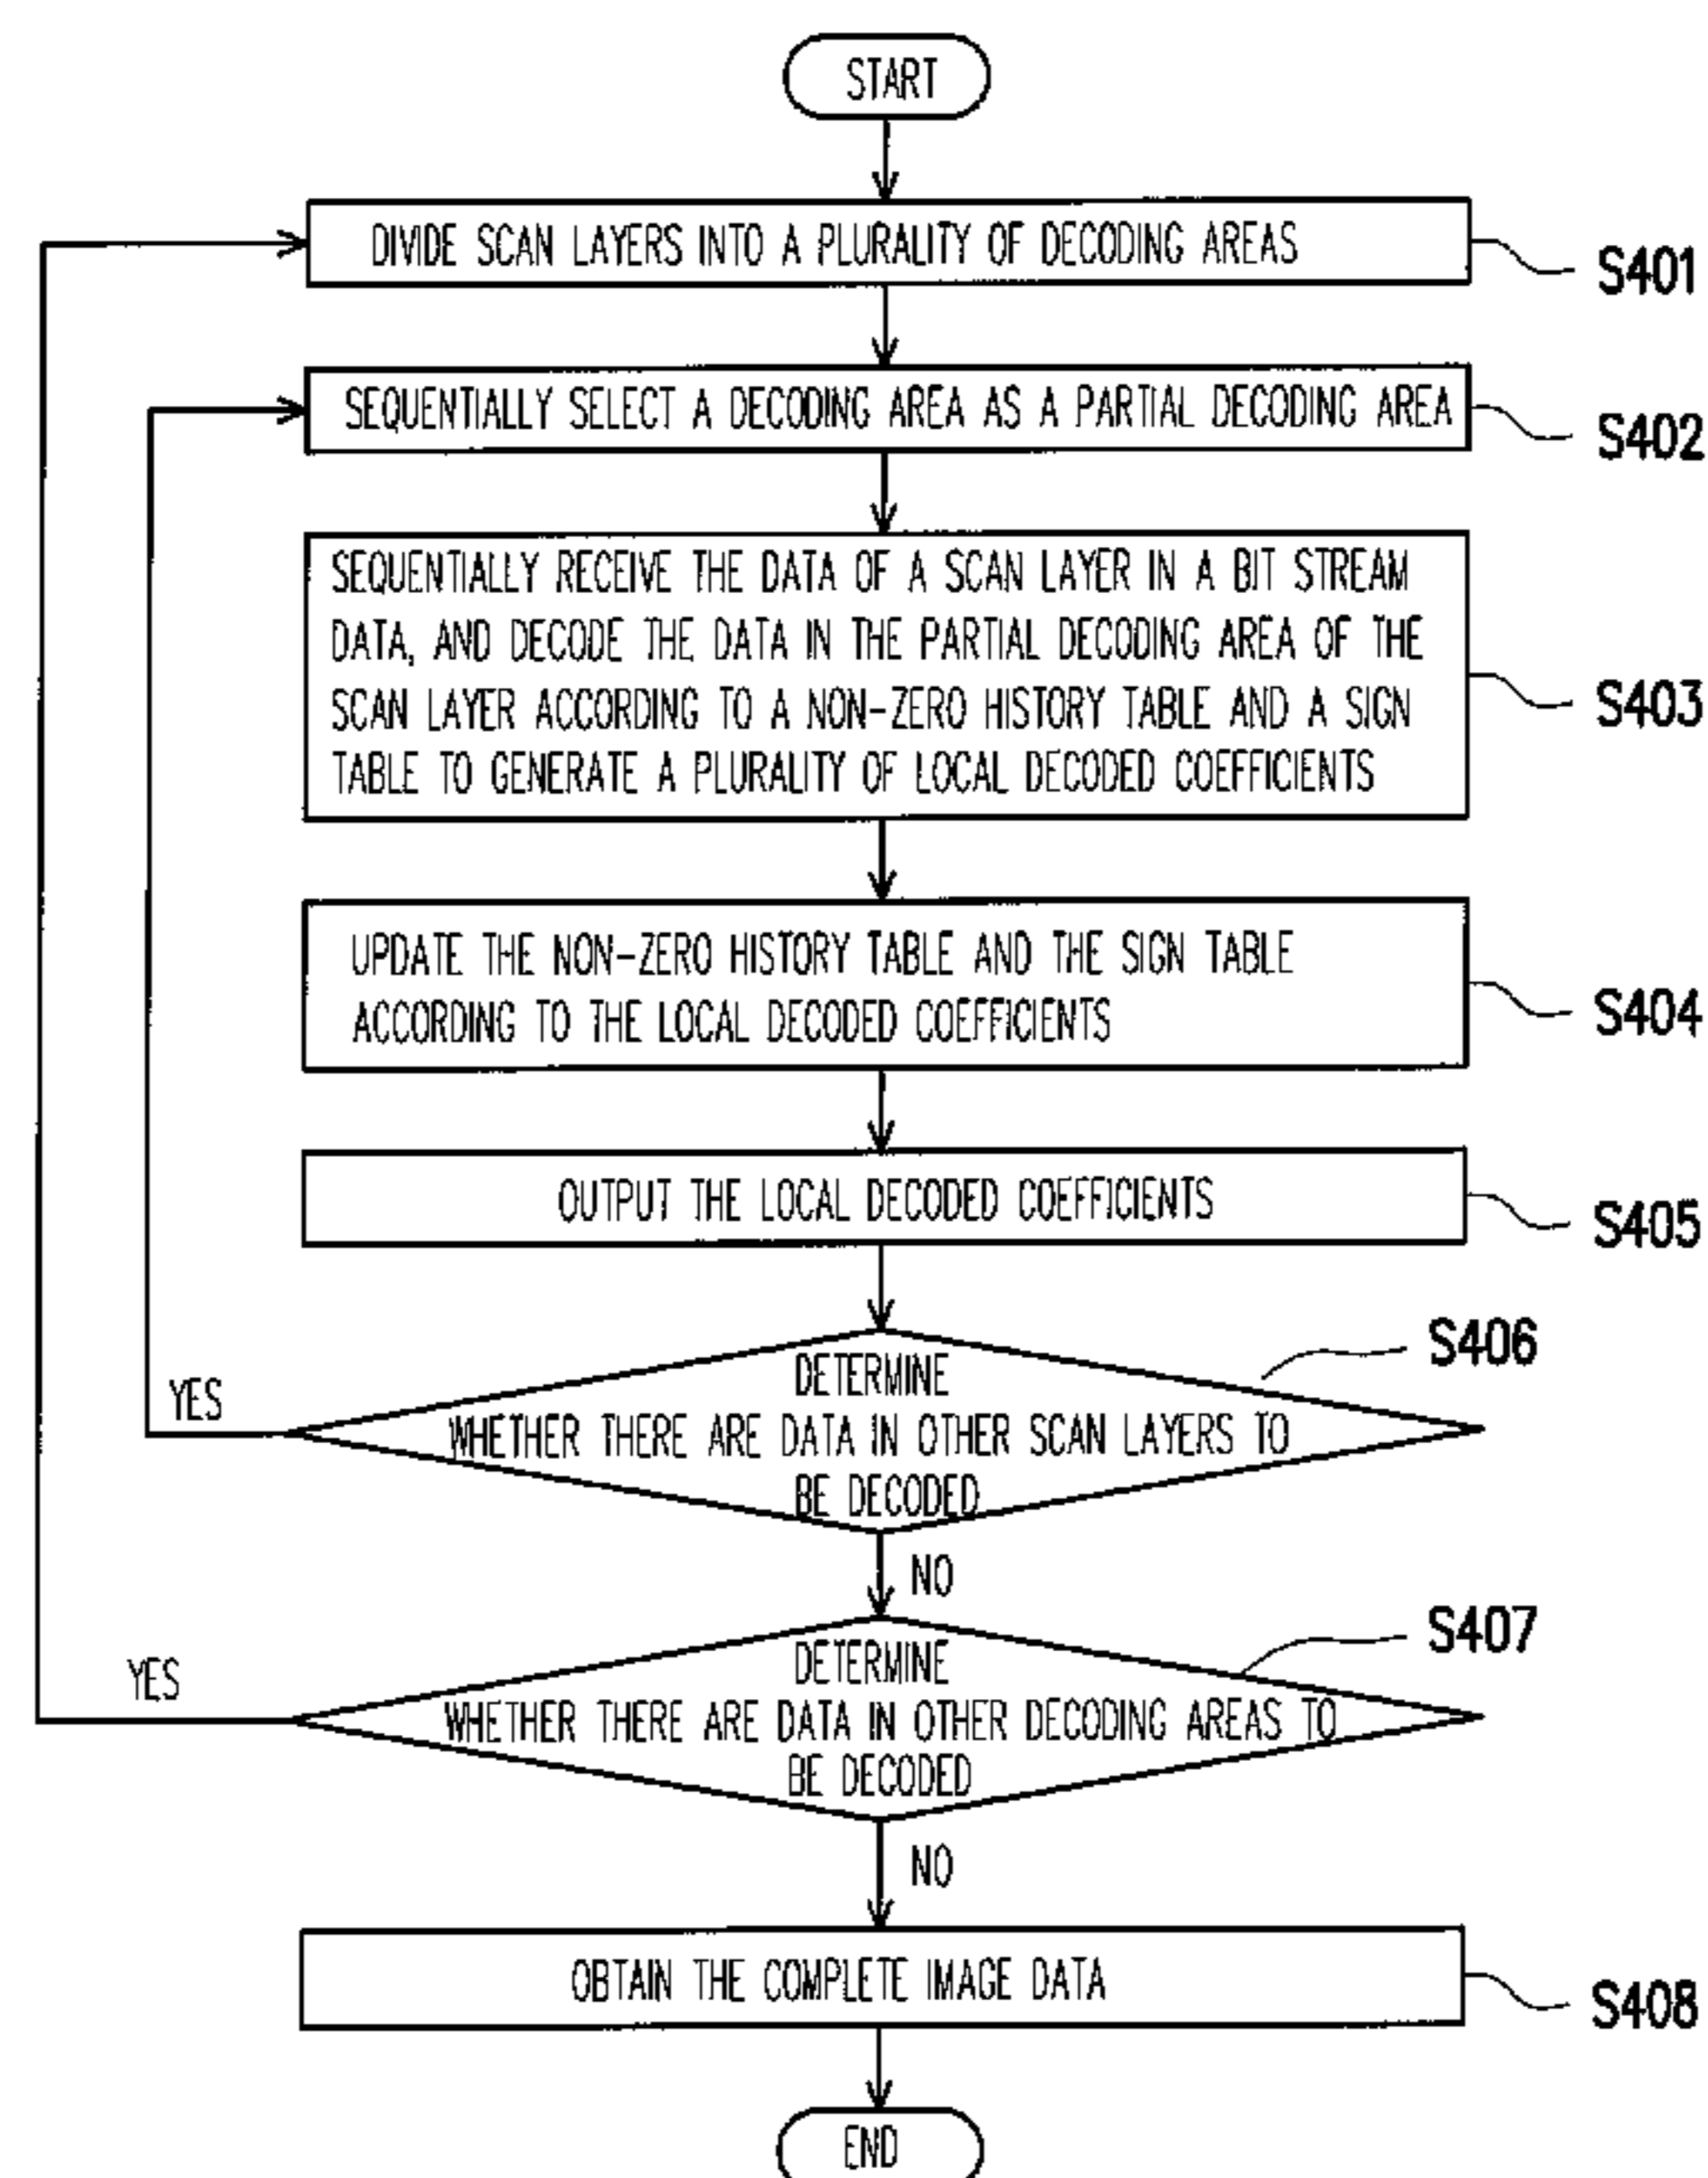 START
DIVIDE SCAN LAYERS INTO A PLURALITY OF DECODING AREAS
S401
SEQUENTIALLY SELECT A DECODING AREA AS A PARTIAL DECODING AREA
S402
SEQUENTIALLY RECEIVE THE DATA OF A SCAN LAYER IN A BIT STREAM
DATA, AND DECODE THE DATA IN THE PARTIAL DECODING AREA OF THE
SCAN LAYER ACCORDING TO A NON-ZERO HISTORY TABLE AND A SIGN
TABLE TO GENERATE A PLURALITY OF LOCAL DECODED COEFFICIENTS
S403
UPDATE THE NON-ZERO HISTORY TABLE AND THE SIGN TABLE
ACCORDING TO THE LOCAL DECODED COEFFICIENTS
S404
OUTPUT THE LOCAL DECODED COEFFICIENTS
S405
S406
DETERMINE
WHETHER THERE ARE DATA IN OTHER SCAN LAYERS TO
BE DECODED
YES
NO
S407
DETERMINE
WHETHER THERE ARE DATA IN OTHER DECODING AREAS TO
BE DECODED
YES
NO
OBTAIN THE COMPLETE IMAGE DATA
S408
END